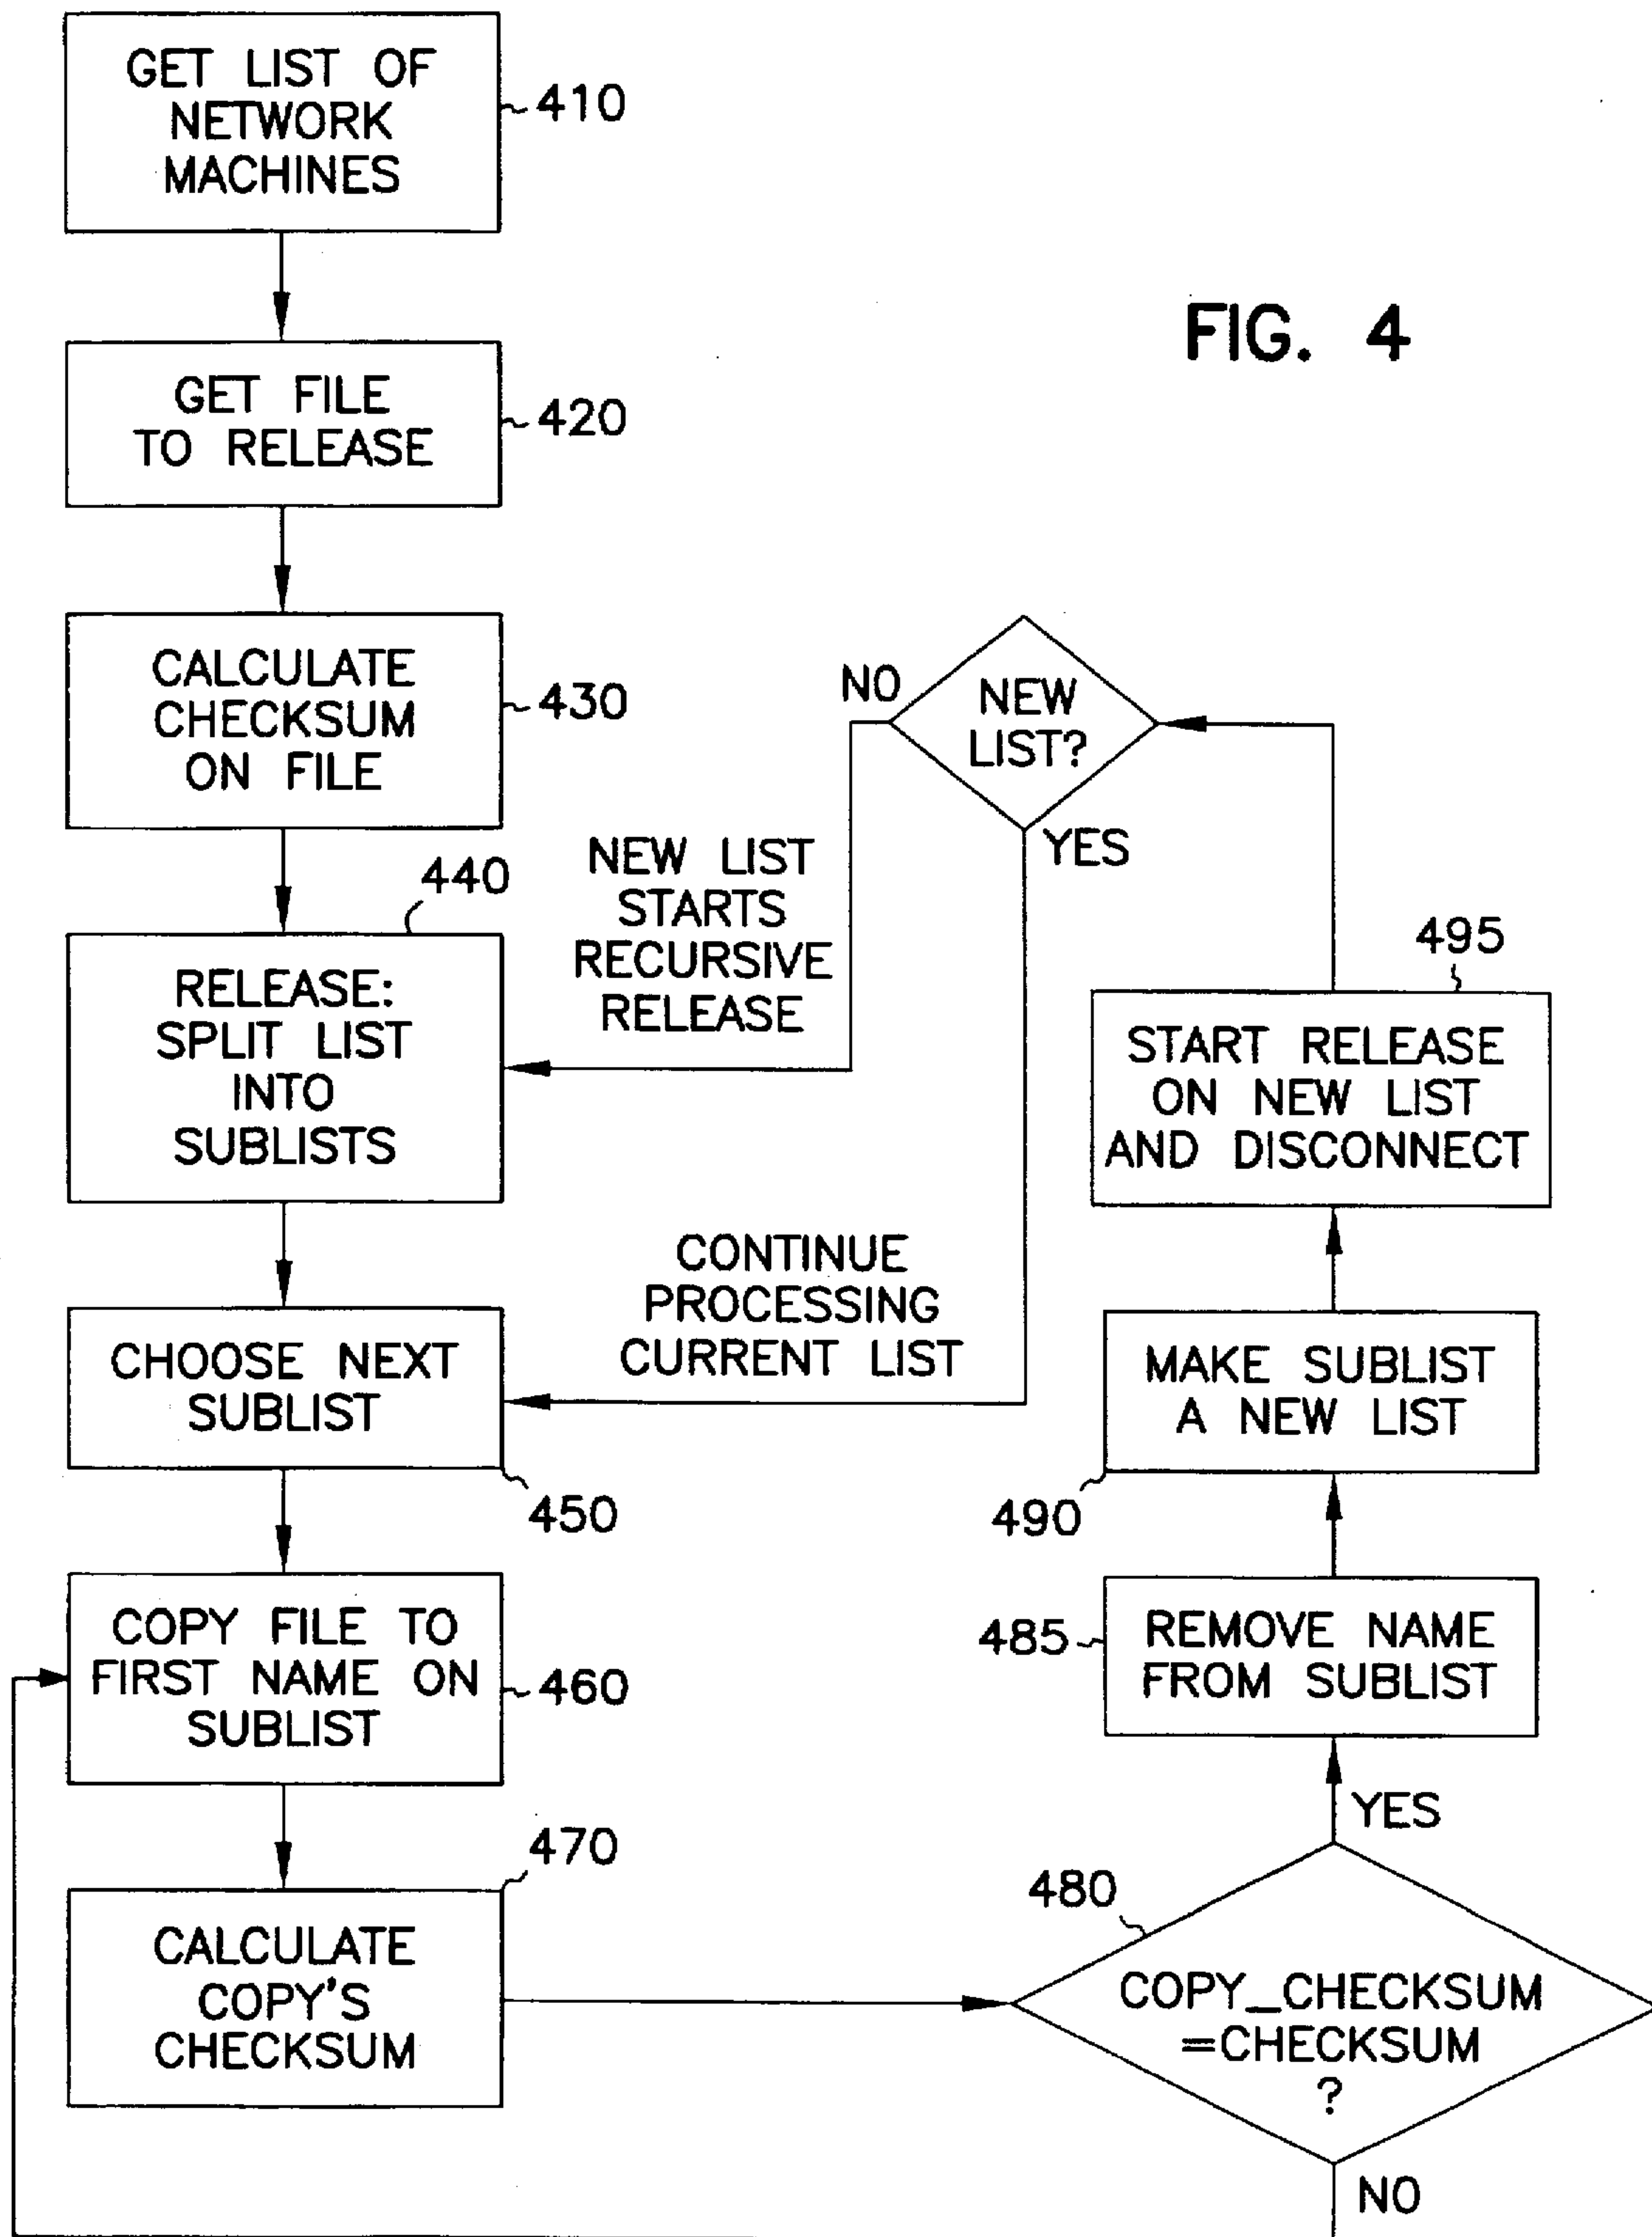 GET LIST OF
NETWORK
MACHINES
410
FIG. 4
GET FILE
TO RELEASE
420
CALCULATE
CHECKSUM
ON FILE
430
NO
NEW
LIST?
YES
NEW LIST
STARTS
RECURSIVE
RELEASE
440
RELEASE:
SPLIT LIST
INTO
SUBLISTS
495
START RELEASE
ON NEW LIST
AND DISCONNECT
CONTINUE
PROCESSING
CURRENT LIST
CHOOSE NEXT
SUBLIST
450
MAKE SUBLIST
A NEW LIST
490
COPY FILE TO
FIRST NAME ON
SUBLIST
460
485
REMOVE NAME
FROM SUBLIST
YES
470
CALCULATE
COPY'S
CHECKSUM
480
COPY_CHECKSUM
=CHECKSUM
?
NO